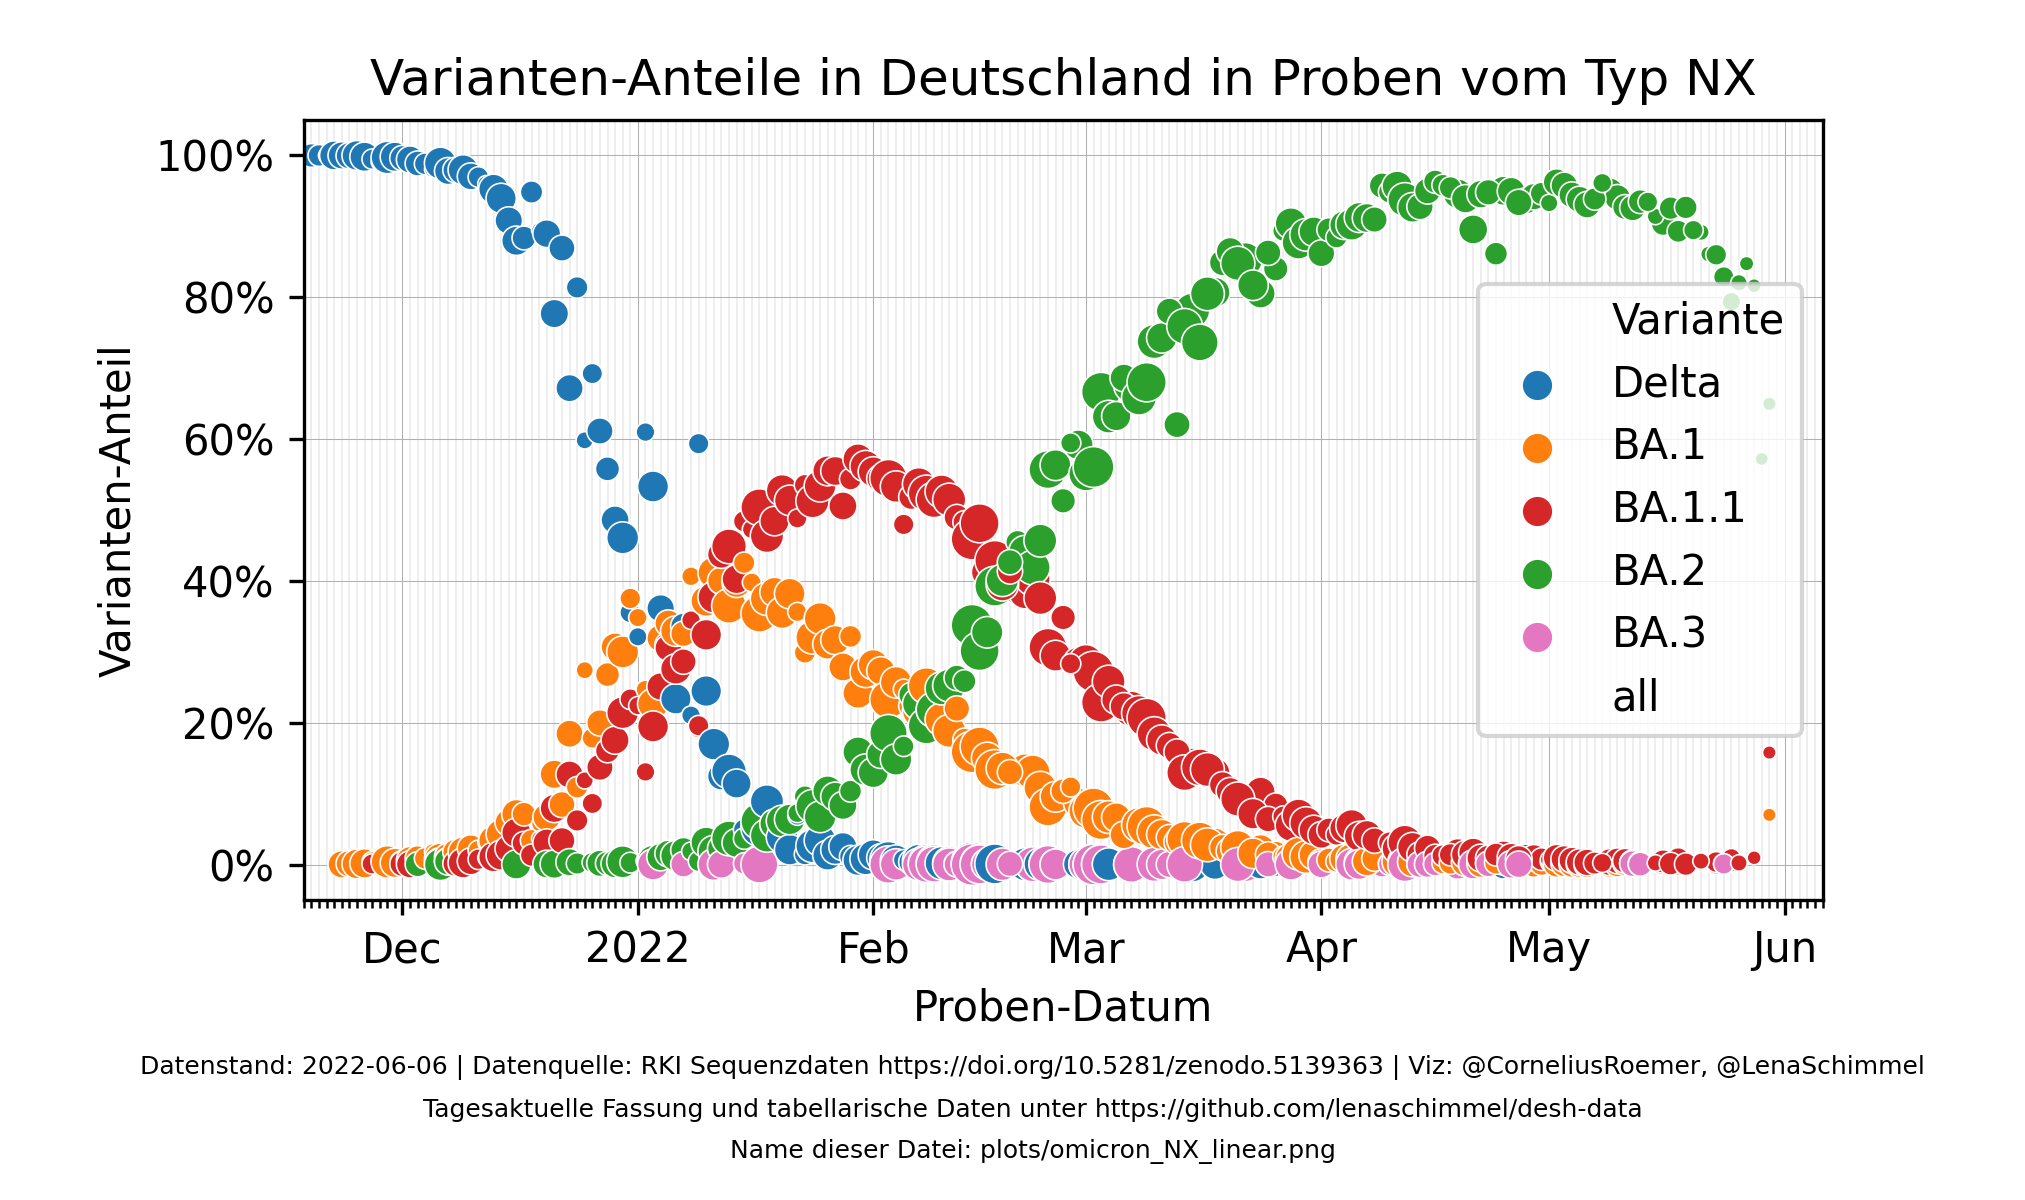 Varianten-Anteile in Deutschland in Proben vom Typ NX
100%
80%
60%
40%
20%
0%
Varianten-Anteil
Variante
Delta
BA.1
BA.1.1
BA.2
BA.3
all
Dec 2022 Feb Mar Apr May Jun
Proben-Datum
Datenstand: 2022-06-06 | Datenquelle: RKI Sequenzdaten https://doi.org/10.5281/zenodo.5139363 | Viz: @CorneliusRoemer, @LenaSchimmel
Tagesaktuelle Fassung und tabellarische Daten unter https://github.com/lenaschimmel/desh-data
Name dieser Datei: plots/omicron_NX_linear.png